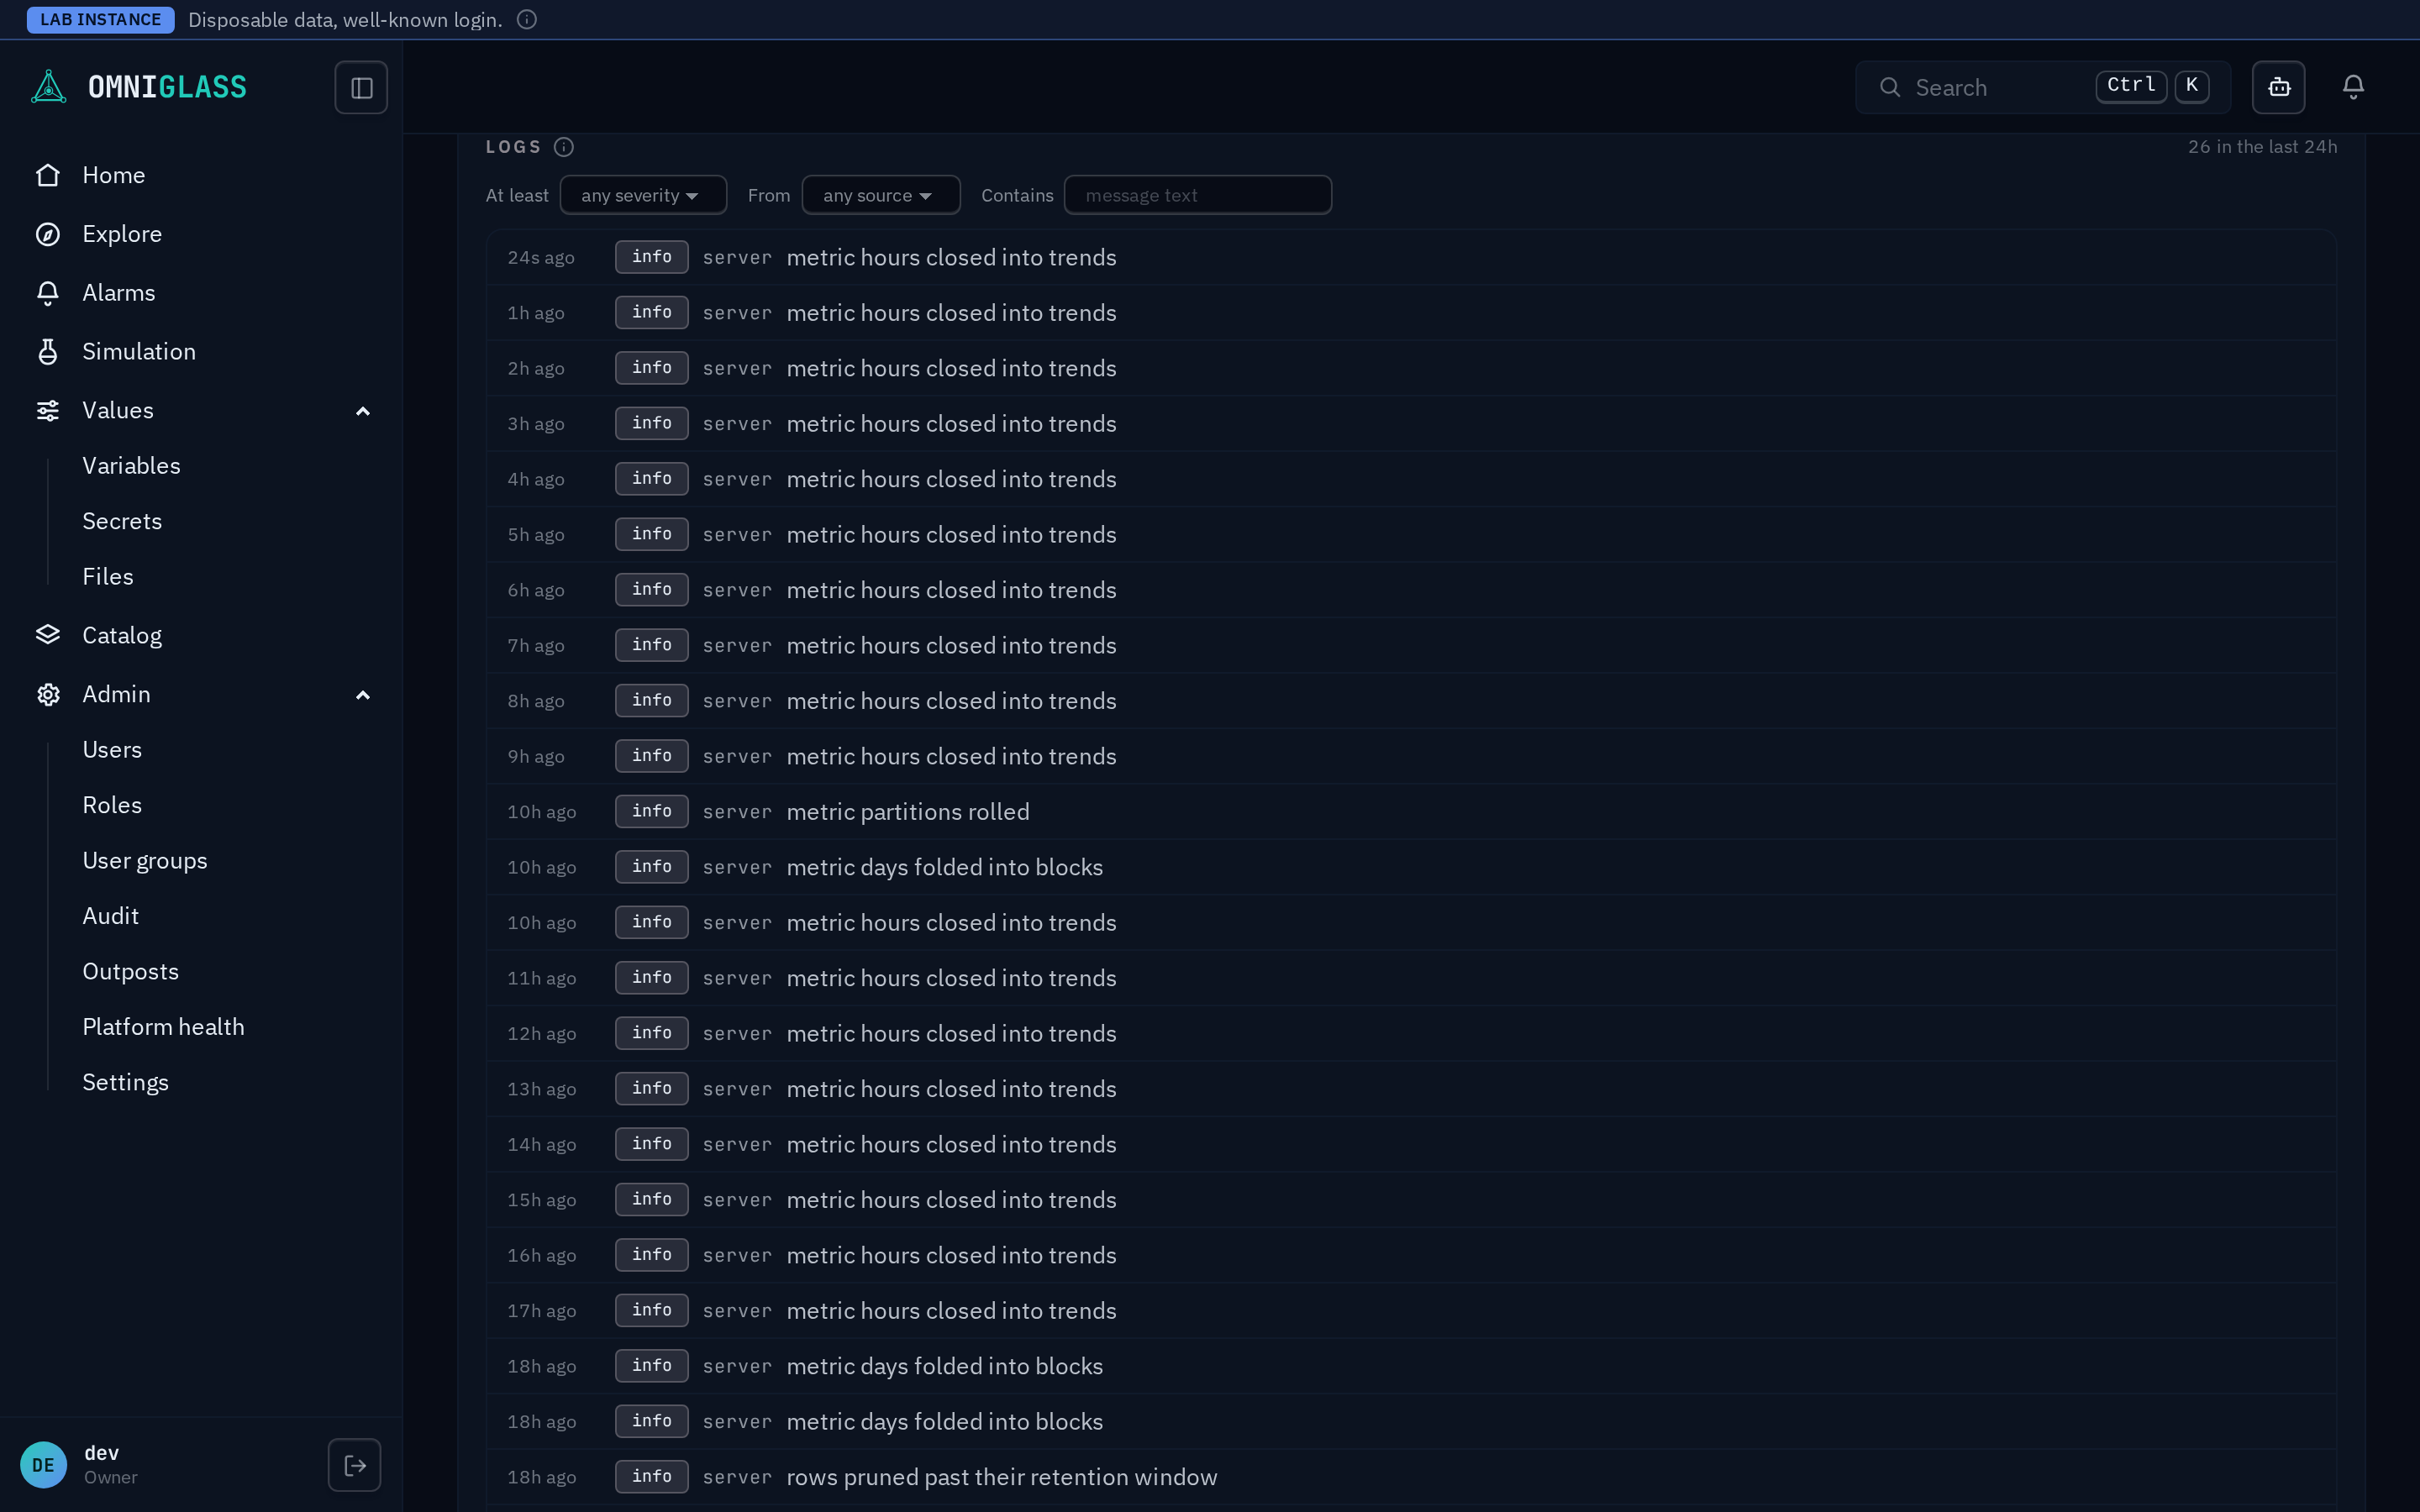 LAB INSTANCE Disposable data, well-known login.
OMNIGLASS
Search Ctrl K
Home
Explore
Alarms
Simulation
Values
Variables
Secrets
Files
Catalog
Admin
Users
Roles
User groups
Audit
Outposts
Platform health
Settings
DE dev
Owner
LOGS 26 in the last 24h
At least any severity From any source Contains message text
24s ago info server metric hours closed into trends
1h ago info server metric hours closed into trends
2h ago info server metric hours closed into trends
3h ago info server metric hours closed into trends
4h ago info server metric hours closed into trends
5h ago info server metric hours closed into trends
6h ago info server metric hours closed into trends
7h ago info server metric hours closed into trends
8h ago info server metric hours closed into trends
9h ago info server metric hours closed into trends
10h ago info server metric partitions rolled
10h ago info server metric days folded into blocks
10h ago info server metric hours closed into trends
11h ago info server metric hours closed into trends
12h ago info server metric hours closed into trends
13h ago info server metric hours closed into trends
14h ago info server metric hours closed into trends
15h ago info server metric hours closed into trends
16h ago info server metric hours closed into trends
17h ago info server metric hours closed into trends
18h ago info server metric days folded into blocks
18h ago info server metric days folded into blocks
18h ago info server rows pruned past their retention window